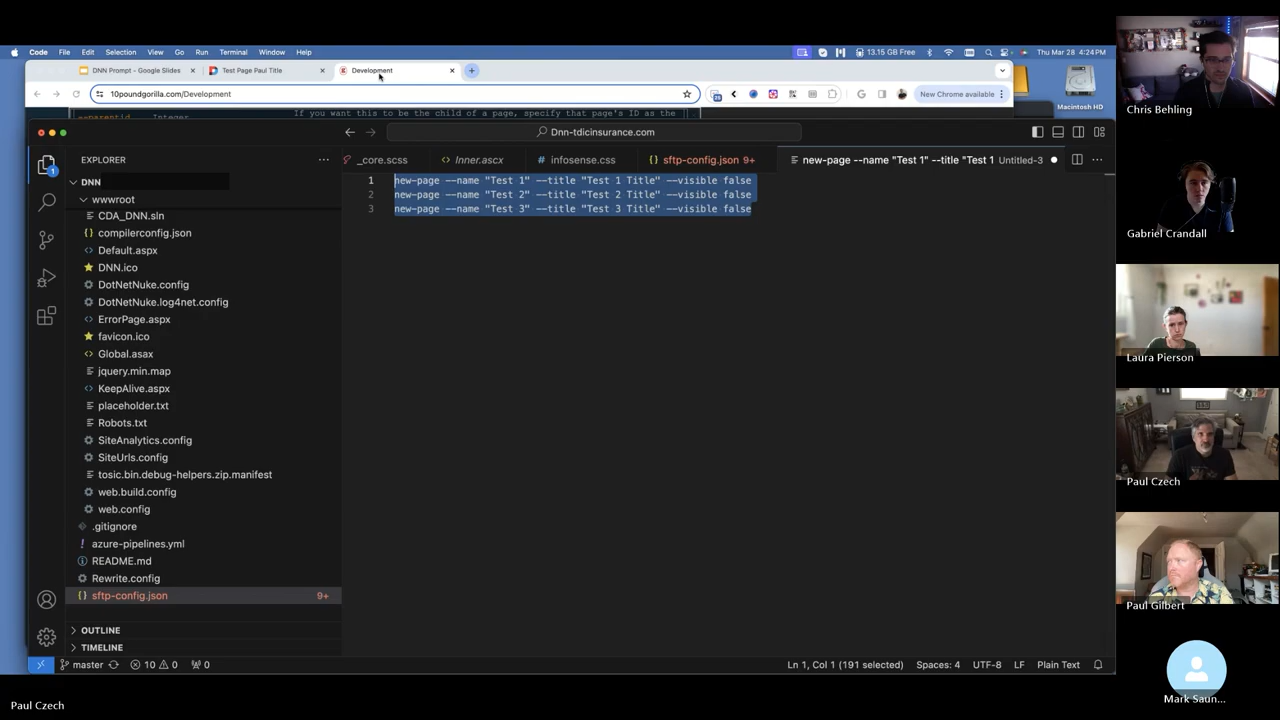 Code File Edit Selection View Go Run Terminal Window Help 13.15 GB Free Thu Mar 28 4:24 PM
DNN Prompt - Google Slides Test Page Paul Title Development
10poundgorilla.com/Development New Chrome available
Macintosh HD
Integer If you want this to be the child of a page, specify that page's ID as the
Dnn-tdicinsurance.com
EXPLORER
_core.scss
Inner.ascx
infosense.css
sftp-config.json 9+
new-page --name "Test 1" --title "Test 1 Untitled-3
1 new-page --name "Test 1" --title "Test 1 Title" --visible false
2 new-page --name "Test 2" --title "Test 2 Title" --visible false
3 new-page --name "Test 3" --title "Test 3 Title" --visible false
1
DNN
wwwroot
CDA_DNN.sln
compilerconfig.json
Default.aspx
DNN.ico
DotNetNuke.config
DotNetNuke.log4net.config
ErrorPage.aspx
favicon.ico
Global.asax
jquery.min.map
KeepAlive.aspx
placeholder.txt
Robots.txt
SiteAnalytics.config
SiteUrls.config
tosic.bin.debug-helpers.zip.manifest
web.build.config
web.config
.gitignore
azure-pipelines.yml
README.md
Rewrite.config
sftp-config.json 9+
OUTLINE
TIMELINE
master 10 0 0 Ln 1, Col 1 (191 selected) Spaces: 4 UTF-8 LF Plain Text
Paul Czech
Chris Behling
Gabriel Crandall
Laura Pierson
Paul Czech
Paul Gilbert
Mark Saun...